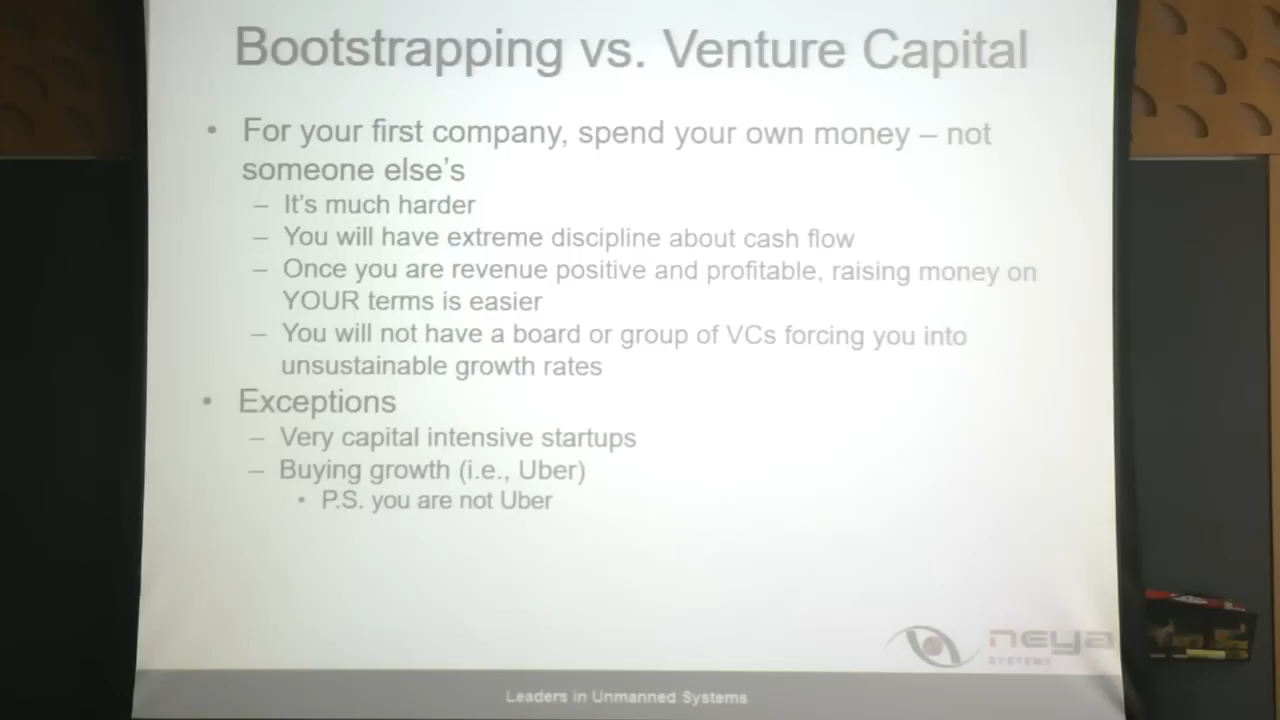 Bootstrapping vs. Venture Capital
• For your first company, spend your own money – not
someone else's
– It's much harder
– You will have extreme discipline about cash flow
– Once you are revenue positive and profitable, raising money on
YOUR terms is easier
– You will not have a board or group of VCs forcing you into
unsustainable growth rates
• Exceptions
– Very capital intensive startups
– Buying growth (i.e., Uber)
• P.S. you are not Uber
neya
SYSTEMS
Leaders in Unmanned Systems